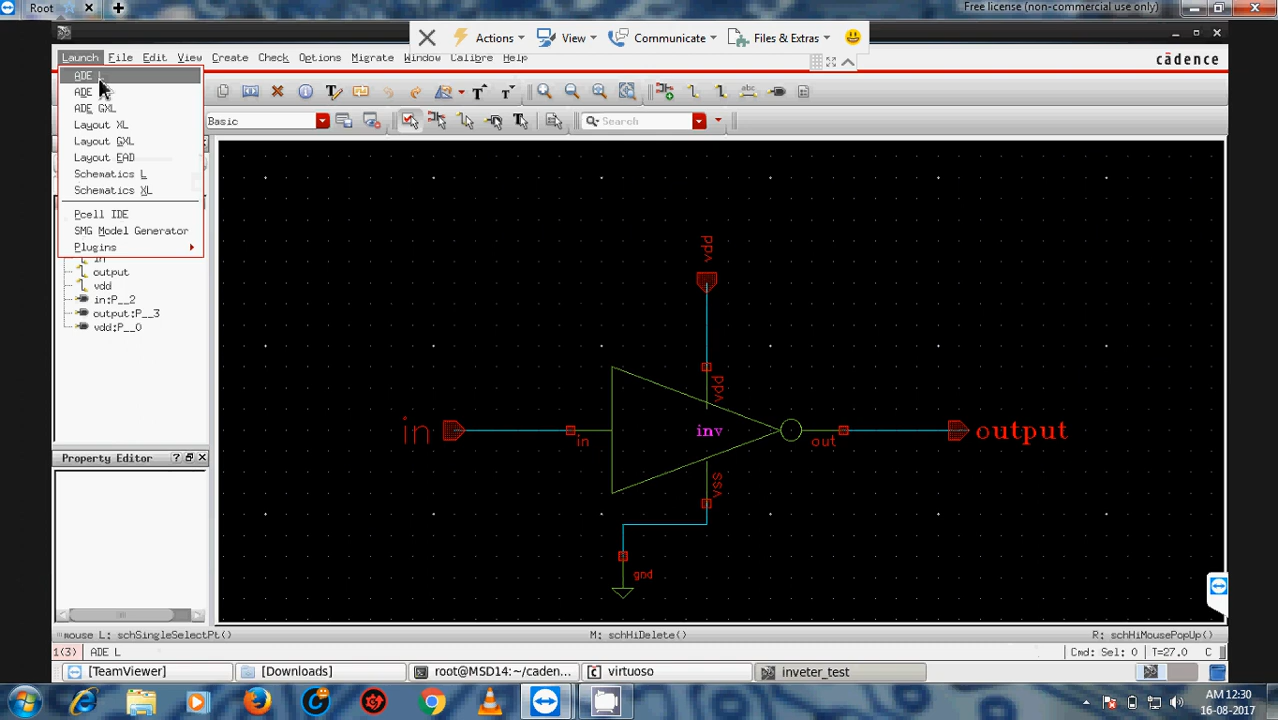 Root
Free license (non-commercial use only)
Actions
View
Communicate
Files & Extras
Launch File Edit View Create Check Options Migrate Window Calibre Help
cādence
ADE L
ADE
ADE GXL
Layout XL
Layout GXL
Layout EAD
Schematics L
Schematics XL
Pcell IDE
SMG Model Generator
Plugins
Basic
Search
in
output
vdd
in:P__2
output:P__3
vdd:P__0
Property Editor
vdd
vdd
in
in
inv
out
output
vss
gnd
mouse L: schSingleSelectPt()
M: schHiDelete()
R: schHiMousePopUp()
1(3) ADE L
Cmd: Sel: 0 T=27.0 C
[TeamViewer]
[Downloads]
root@MSD14:~/caden...
virtuoso
inveter_test
AM 12:30
16-08-2017